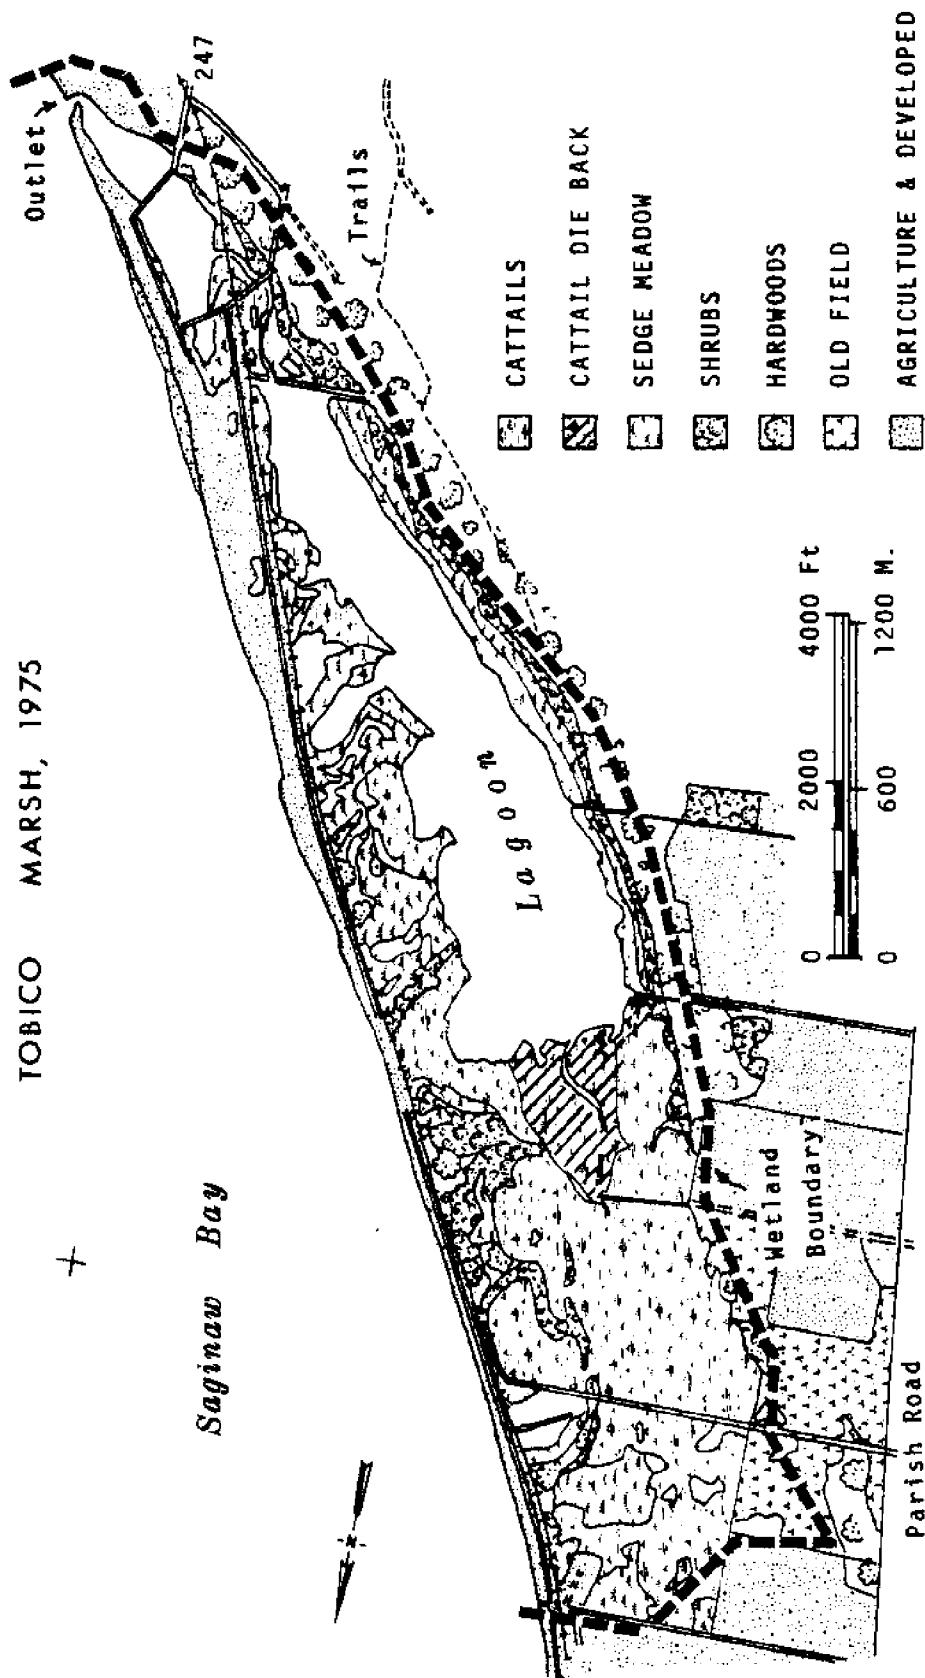 TOBICO MARSH, 1975
Saginaw Bay
Outlet
247
Trails
Lagoon
Wetland
Boundary
Parish Road
N
CATTAILS
CATTAIL DIE BACK
SEDGE MEADOW
SHRUBS
HARDWOODS
OLD FIELD
AGRICULTURE & DEVELOPED
0 2000 4000 Ft
0 600 1200 M.